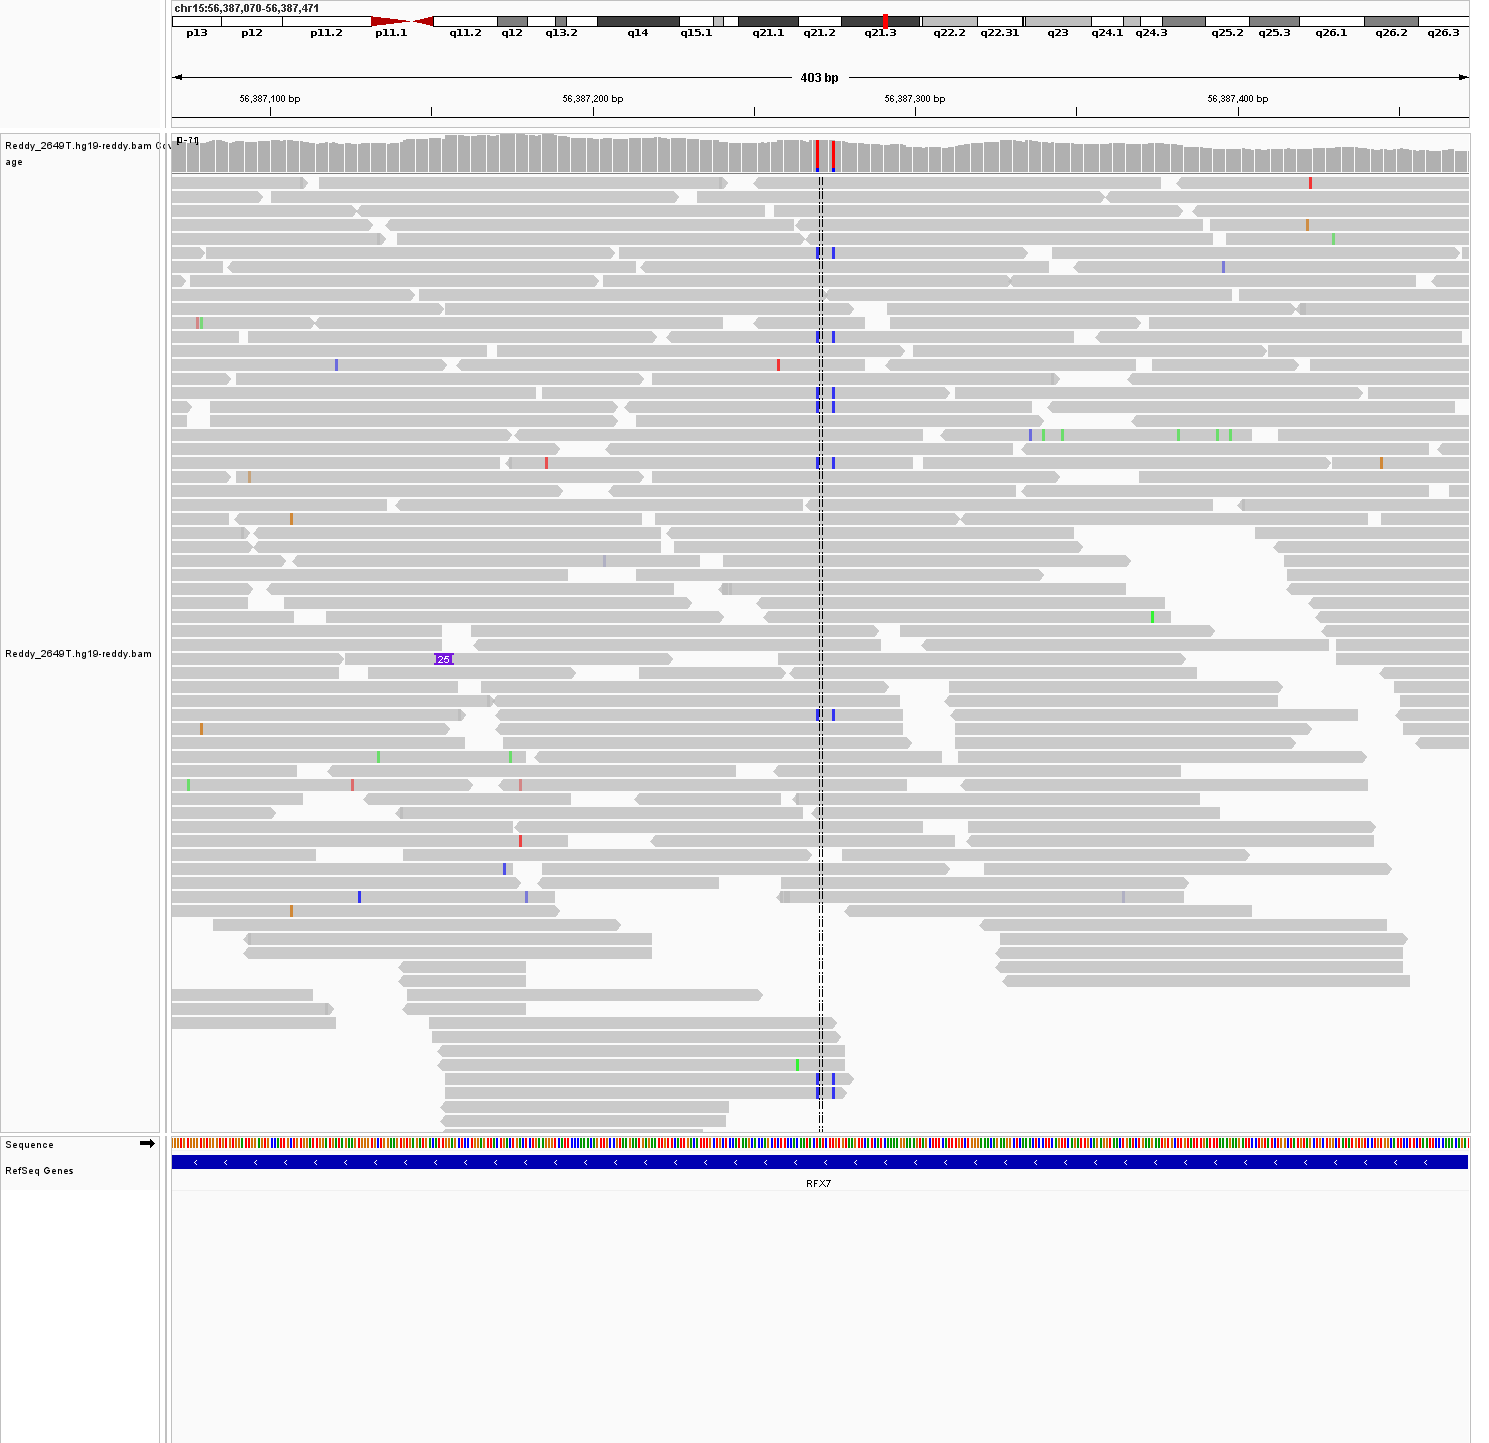 chr15:56,387,070-56,387,471
p13 p12 p11.2 p11.1 q11.2 q12 q13.2 q14 q15.1 q21.1 q21.2 q21.3 q22.2 q22.31 q23 q24.1 q24.3 q25.2 q25.3 q26.1 q26.2 q26.3
403 bp
56,387,100 bp 56,387,200 bp 56,387,300 bp 56,387,400 bp
[0-71]
Reddy_2649T.hg19-reddy.bam Cov
age
Reddy_2649T.hg19-reddy.bam
25
Sequence
RefSeq Genes
RFX7